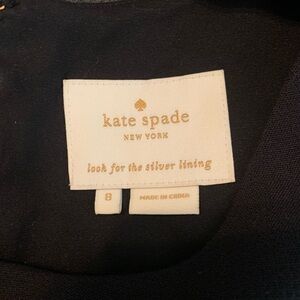 kate spade
NEW YORK
look for the silver lining
8
MADE IN CHINA